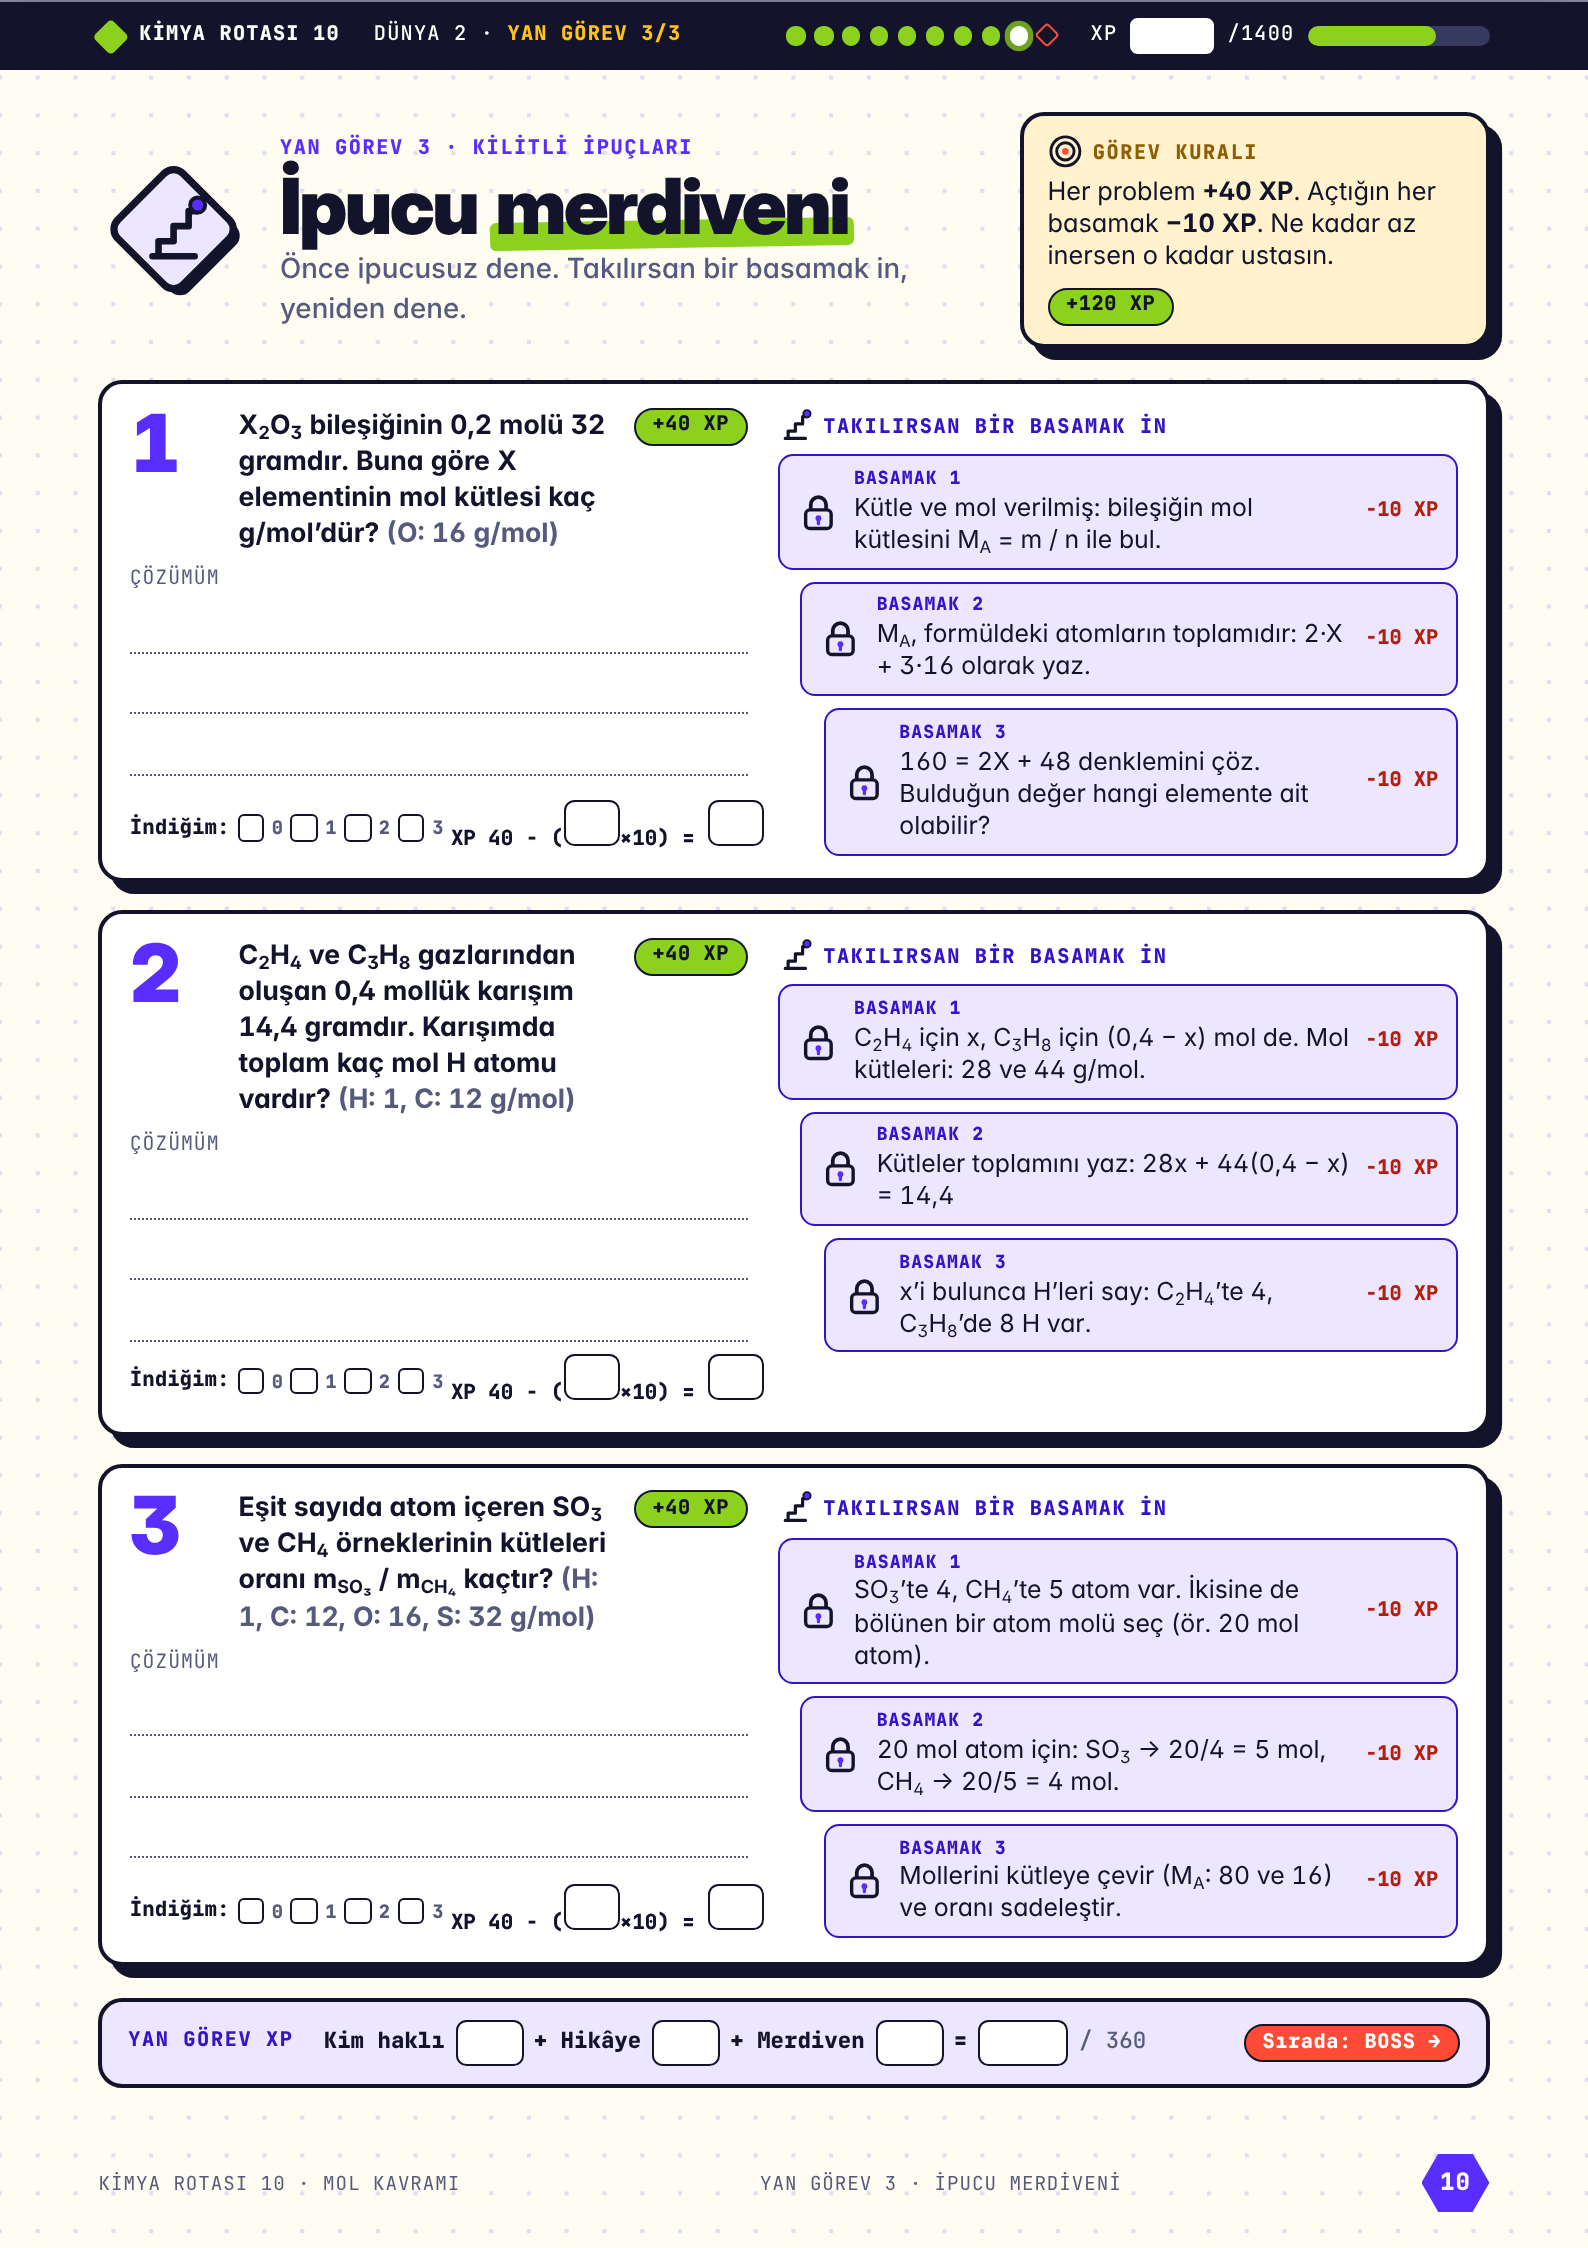 KİMYA ROTASI 10 DÜNYA 2 · YAN GÖREV 3/3 XP /1400
YAN GÖREV 3 · KİLİTLİ İPUÇLARI
İpucu merdiveni
Önce ipucusuz dene. Takılırsan bir basamak in,
yeniden dene.
GÖREV KURALI
Her problem +40 XP. Açtığın her
basamak −10 XP. Ne kadar az
inersen o kadar ustasın.
+120 XP
1
X₂O₃ bileşiğinin 0,2 molü 32
gramdır. Buna göre X
elementinin mol kütlesi kaç
g/mol’dür? (O: 16 g/mol)
+40 XP
ÇÖZÜMÜM
İndiğim: 0 1 2 3 XP 40 - ( ×10) =
TAKILIRSAN BİR BASAMAK İN
BASAMAK 1
Kütle ve mol verilmiş: bileşiğin mol
kütlesini M_A = m / n ile bul.
-10 XP
BASAMAK 2
M_A, formüldeki atomların toplamıdır: 2·X
+ 3·16 olarak yaz.
-10 XP
BASAMAK 3
160 = 2X + 48 denklemini çöz.
Bulduğun değer hangi elemente ait
olabilir?
-10 XP
2
C₂H₄ ve C₃H₈ gazlarından
oluşan 0,4 mollük karışım
14,4 gramdır. Karışımda
toplam kaç mol H atomu
vardır? (H: 1, C: 12 g/mol)
+40 XP
ÇÖZÜMÜM
İndiğim: 0 1 2 3 XP 40 - ( ×10) =
TAKILIRSAN BİR BASAMAK İN
BASAMAK 1
C₂H₄ için x, C₃H₈ için (0,4 − x) mol de. Mol
kütleleri: 28 ve 44 g/mol.
-10 XP
BASAMAK 2
Kütleler toplamını yaz: 28x + 44(0,4 − x)
= 14,4
-10 XP
BASAMAK 3
x’i bulunca H’leri say: C₂H₄’te 4,
C₃H₈’de 8 H var.
-10 XP
3
Eşit sayıda atom içeren SO₃
ve CH₄ örneklerinin kütleleri
oranı m_SO₃ / m_CH₄ kaçtır? (H:
1, C: 12, O: 16, S: 32 g/mol)
+40 XP
ÇÖZÜMÜM
İndiğim: 0 1 2 3 XP 40 - ( ×10) =
TAKILIRSAN BİR BASAMAK İN
BASAMAK 1
SO₃’te 4, CH₄’te 5 atom var. İkisine de
bölünen bir atom molü seç (ör. 20 mol
atom).
-10 XP
BASAMAK 2
20 mol atom için: SO₃ → 20/4 = 5 mol,
CH₄ → 20/5 = 4 mol.
-10 XP
BASAMAK 3
Mollerini kütleye çevir (M_A: 80 ve 16)
ve oranı sadeleştir.
-10 XP
YAN GÖREV XP Kim haklı + Hikâye + Merdiven = / 360 Sırada: BOSS →
KİMYA ROTASI 10 · MOL KAVRAMI YAN GÖREV 3 · İPUCU MERDİVENİ 10